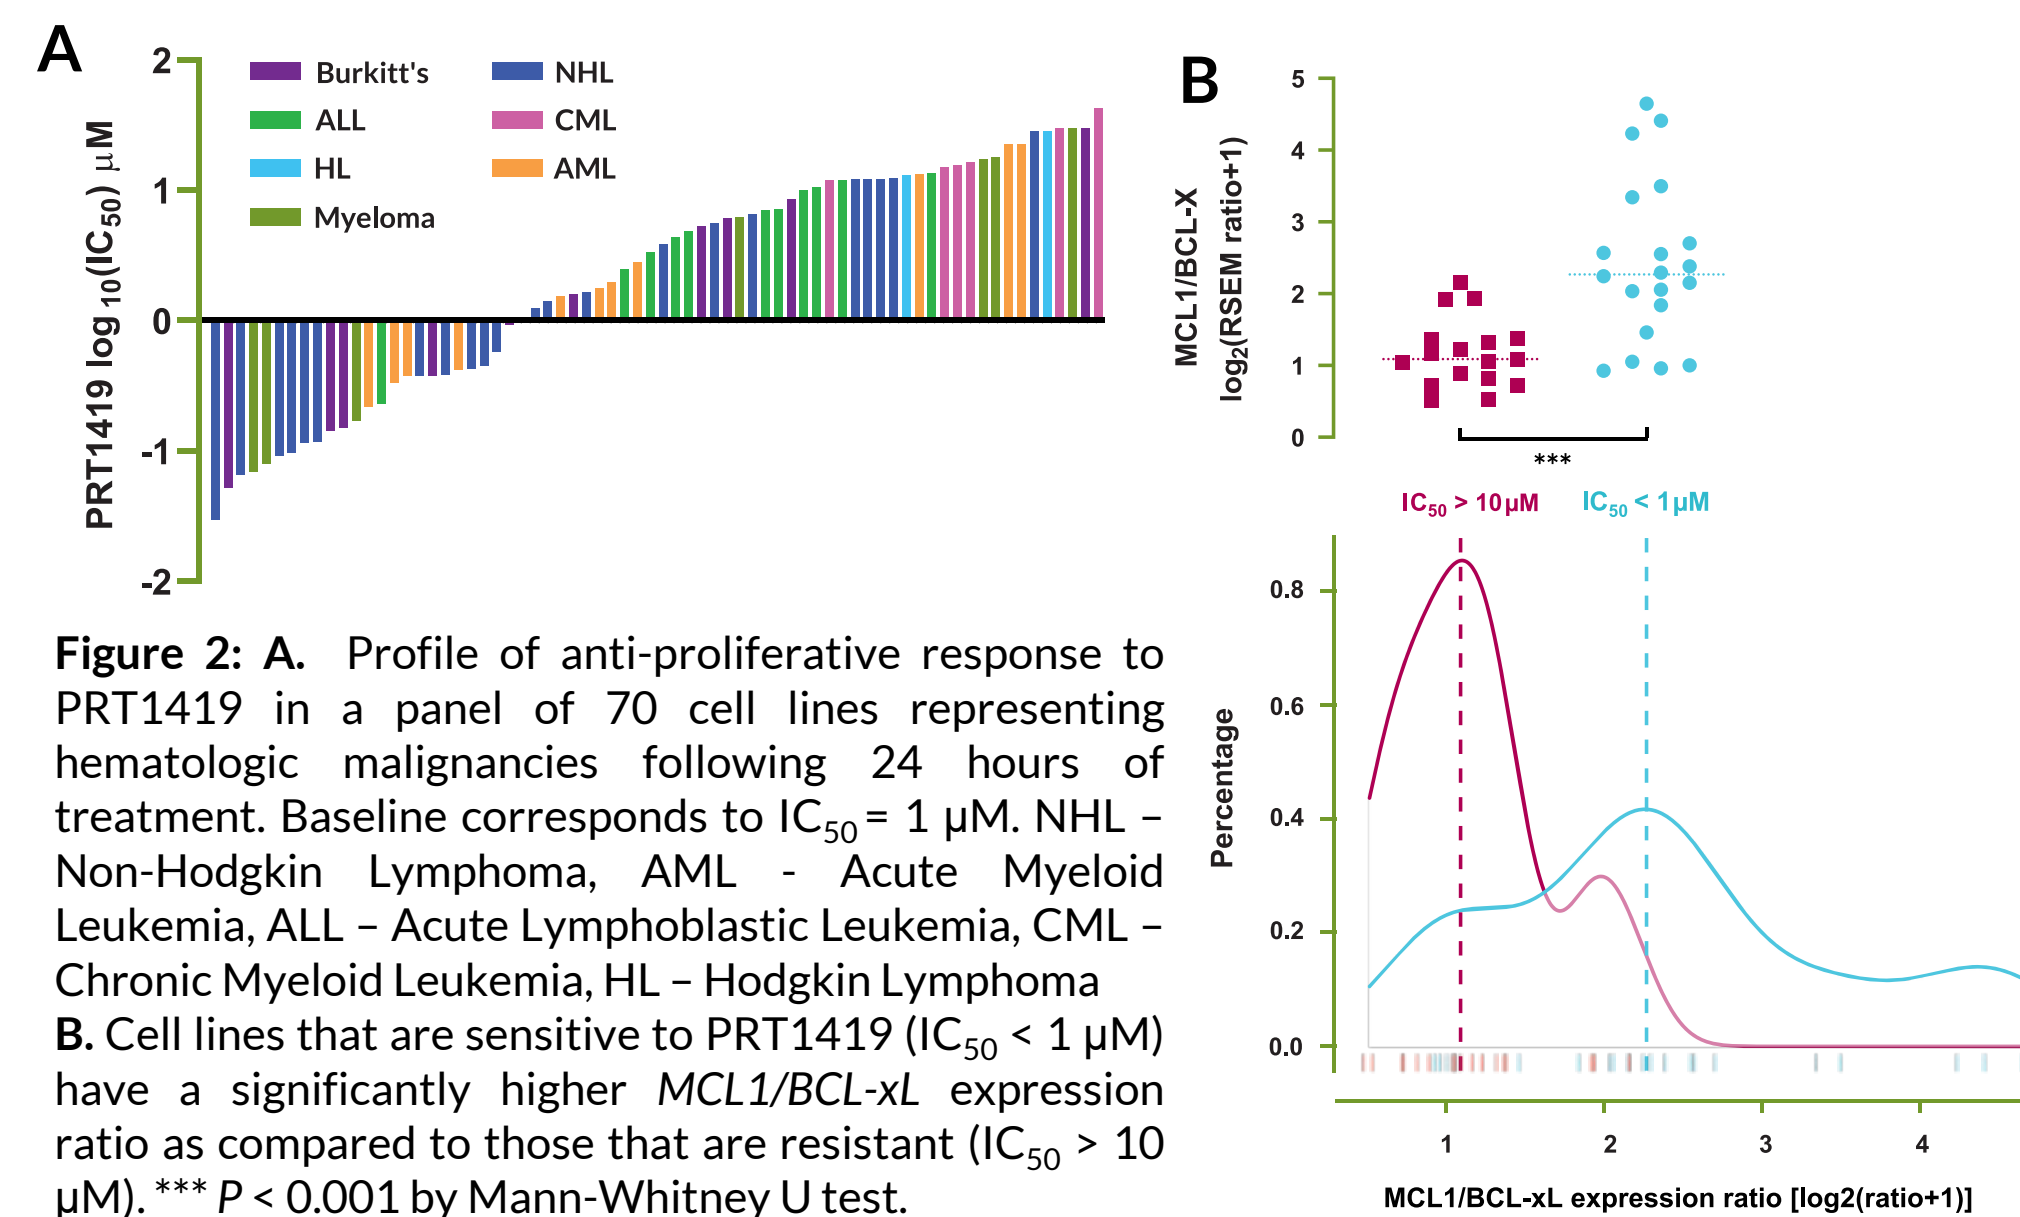 A
2
1
0
-1
-2
PRT1419 log 10(IC50) μM
Burkitt's
ALL
HL
Myeloma
NHL
CML
AML
B
5
4
3
2
1
0
MCL1/BCL-X
log2(RSEM ratio+1)
***
IC50 > 10 µM
IC50 < 1µM
0.8
0.6
0.4
0.2
0.0
Percentage
1
2
3
4
MCL1/BCL-xL expression ratio [log2(ratio+1)]
Figure 2: A. Profile of anti-proliferative response to
PRT1419 in a panel of 70 cell lines representing
hematologic malignancies following 24 hours of
treatment. Baseline corresponds to IC50 = 1 µM. NHL –
Non-Hodgkin Lymphoma, AML - Acute Myeloid
Leukemia, ALL – Acute Lymphoblastic Leukemia, CML –
Chronic Myeloid Leukemia, HL – Hodgkin Lymphoma
B. Cell lines that are sensitive to PRT1419 (IC50 < 1 µM)
have a significantly higher MCL1/BCL-xL expression
ratio as compared to those that are resistant (IC50 > 10
µM). *** P < 0.001 by Mann-Whitney U test.